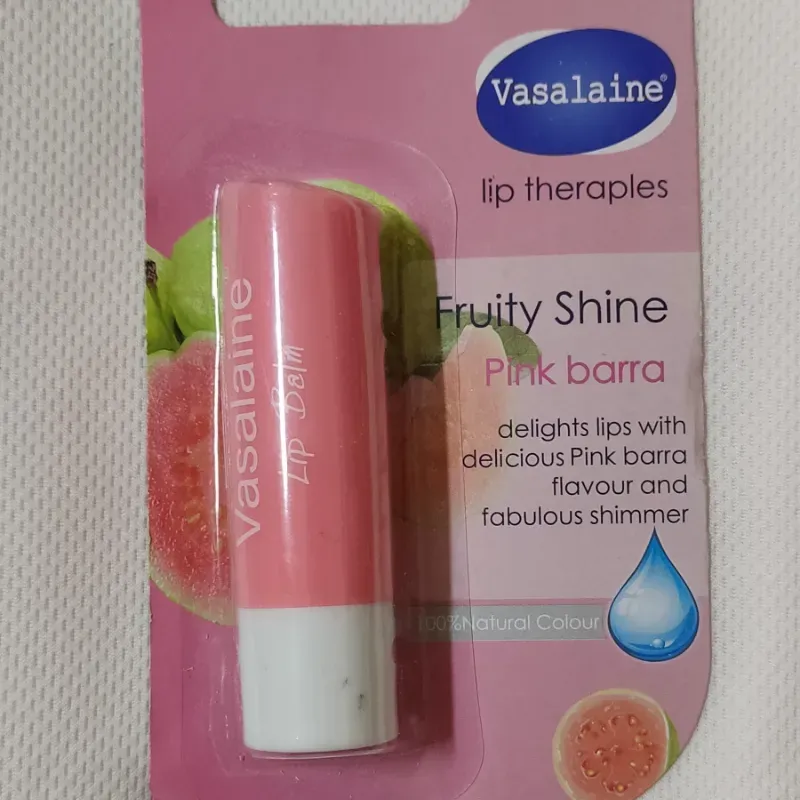 Vasalaine®
lip theraples
Fruity Shine
Pink barra
delights lips with
delicious Pink barra
flavour and
fabulous shimmer
100%Natural Colour
Vasalaine
Lip Balm